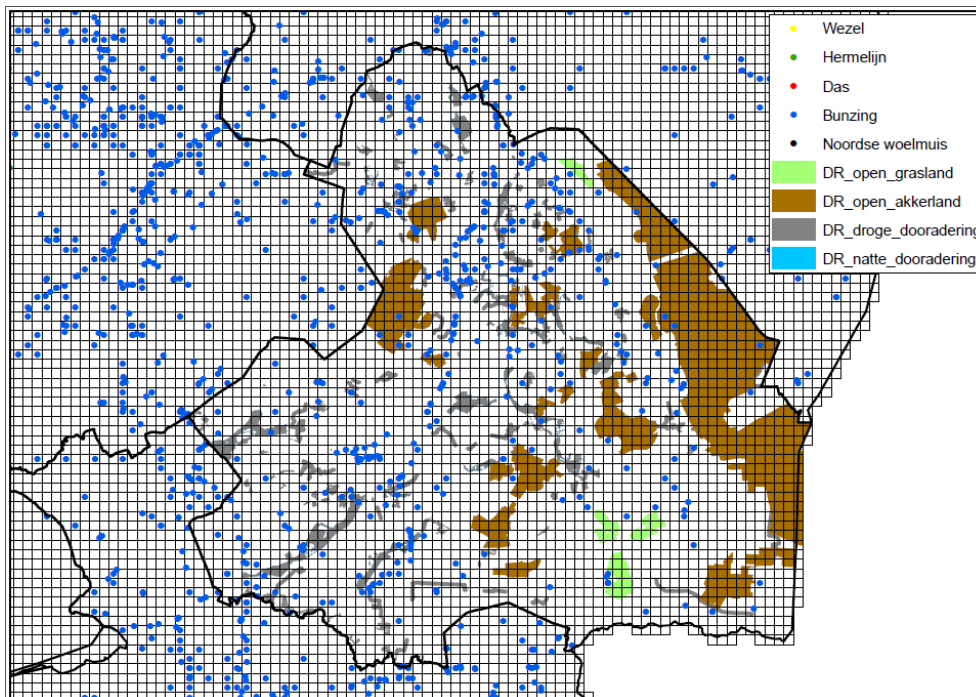 Wezel
Hermelijn
Das
Bunzing
Noordse woelmuis
DR_open_grasland
DR_open_akkerland
DR_droge_dooradering
DR_natte_dooradering